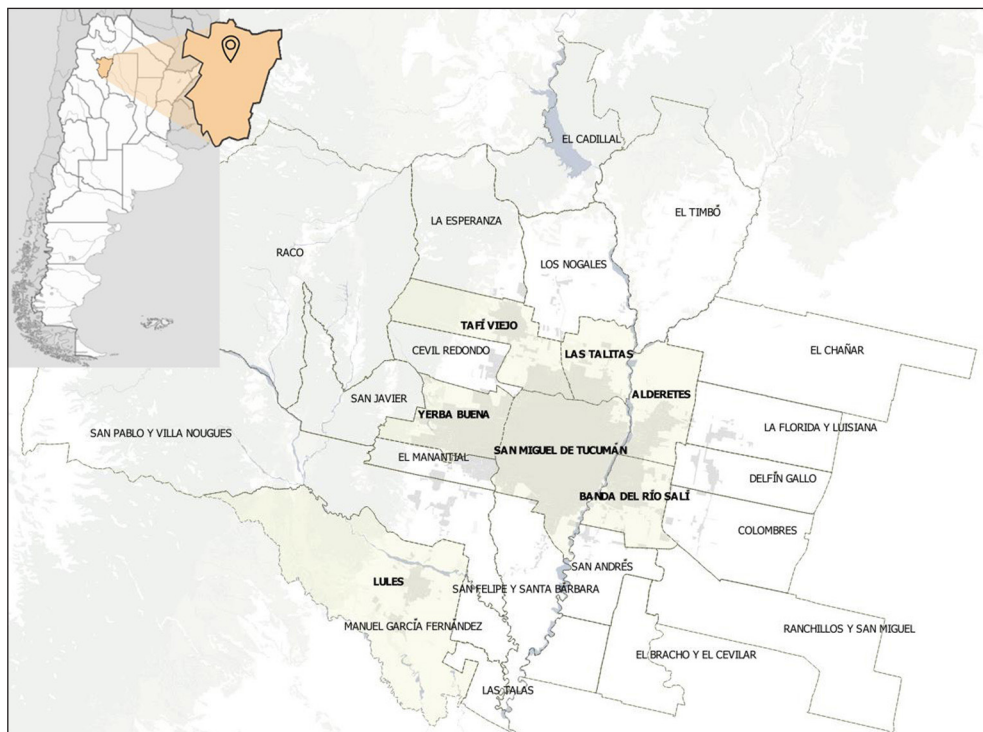 EL CADILLAL
EL TIMBÓ
LA ESPERANZA
RACO
LOS NOGALES
TAFÍ VIEJO
CEVIL REDONDO
LAS TALITAS
EL CHAÑAR
SAN JAVIER
ALDERETES
YERBA BUENA
LA FLORIDA Y LUISIANA
SAN PABLO Y VILLA NOUGUES
SAN MIGUEL DE TUCUMÁN
EL MANANTIAL
DELFÍN GALLO
BANDA DEL RÍO SALÍ
COLOMBRES
SAN ANDRÉS
LULES
SAN FELIPE Y SANTA BÁRBARA
MANUEL GARCÍA FERNÁNDEZ
RANCHILLOS Y SAN MIGUEL
EL BRACHO Y EL CEVILAR
LAS TALAS